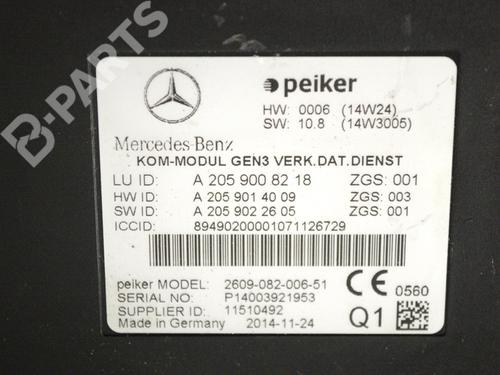 B-PARTS
peiker
HW: 0006 (14W24)
SW: 10.8 (14W3005)
Mercedes-Benz
KOM-MODUL GEN3 VERK.DAT.DIENST
LU ID: A 205 900 82 18 ZGS: 001
HW ID: A 205 901 40 09 ZGS: 003
SW ID: A 205 902 26 05 ZGS: 001
ICCID: 89490200001071126729
peiker MODEL: 2609-082-006-51
SERIAL NO: P14003921953
SUPPLIER ID: 11510492
Made in Germany 2014-11-24
CE 0560
Q1